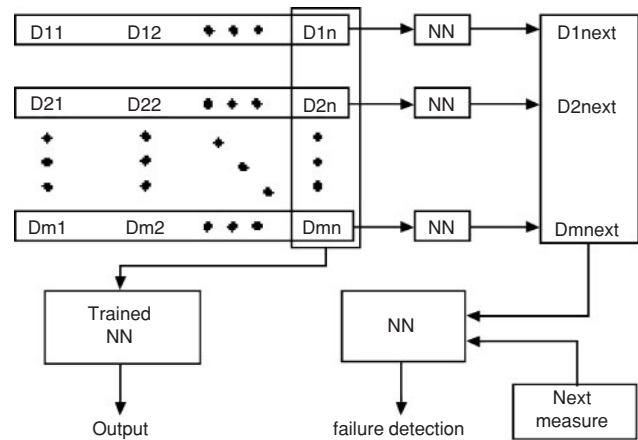 D11 D12 D1n NN D1next
D21 D22 D2n NN D2next
Dm1 Dm2 Dmn NN Dmnext
Trained
NN
NN
Output
failure detection
Next
measure